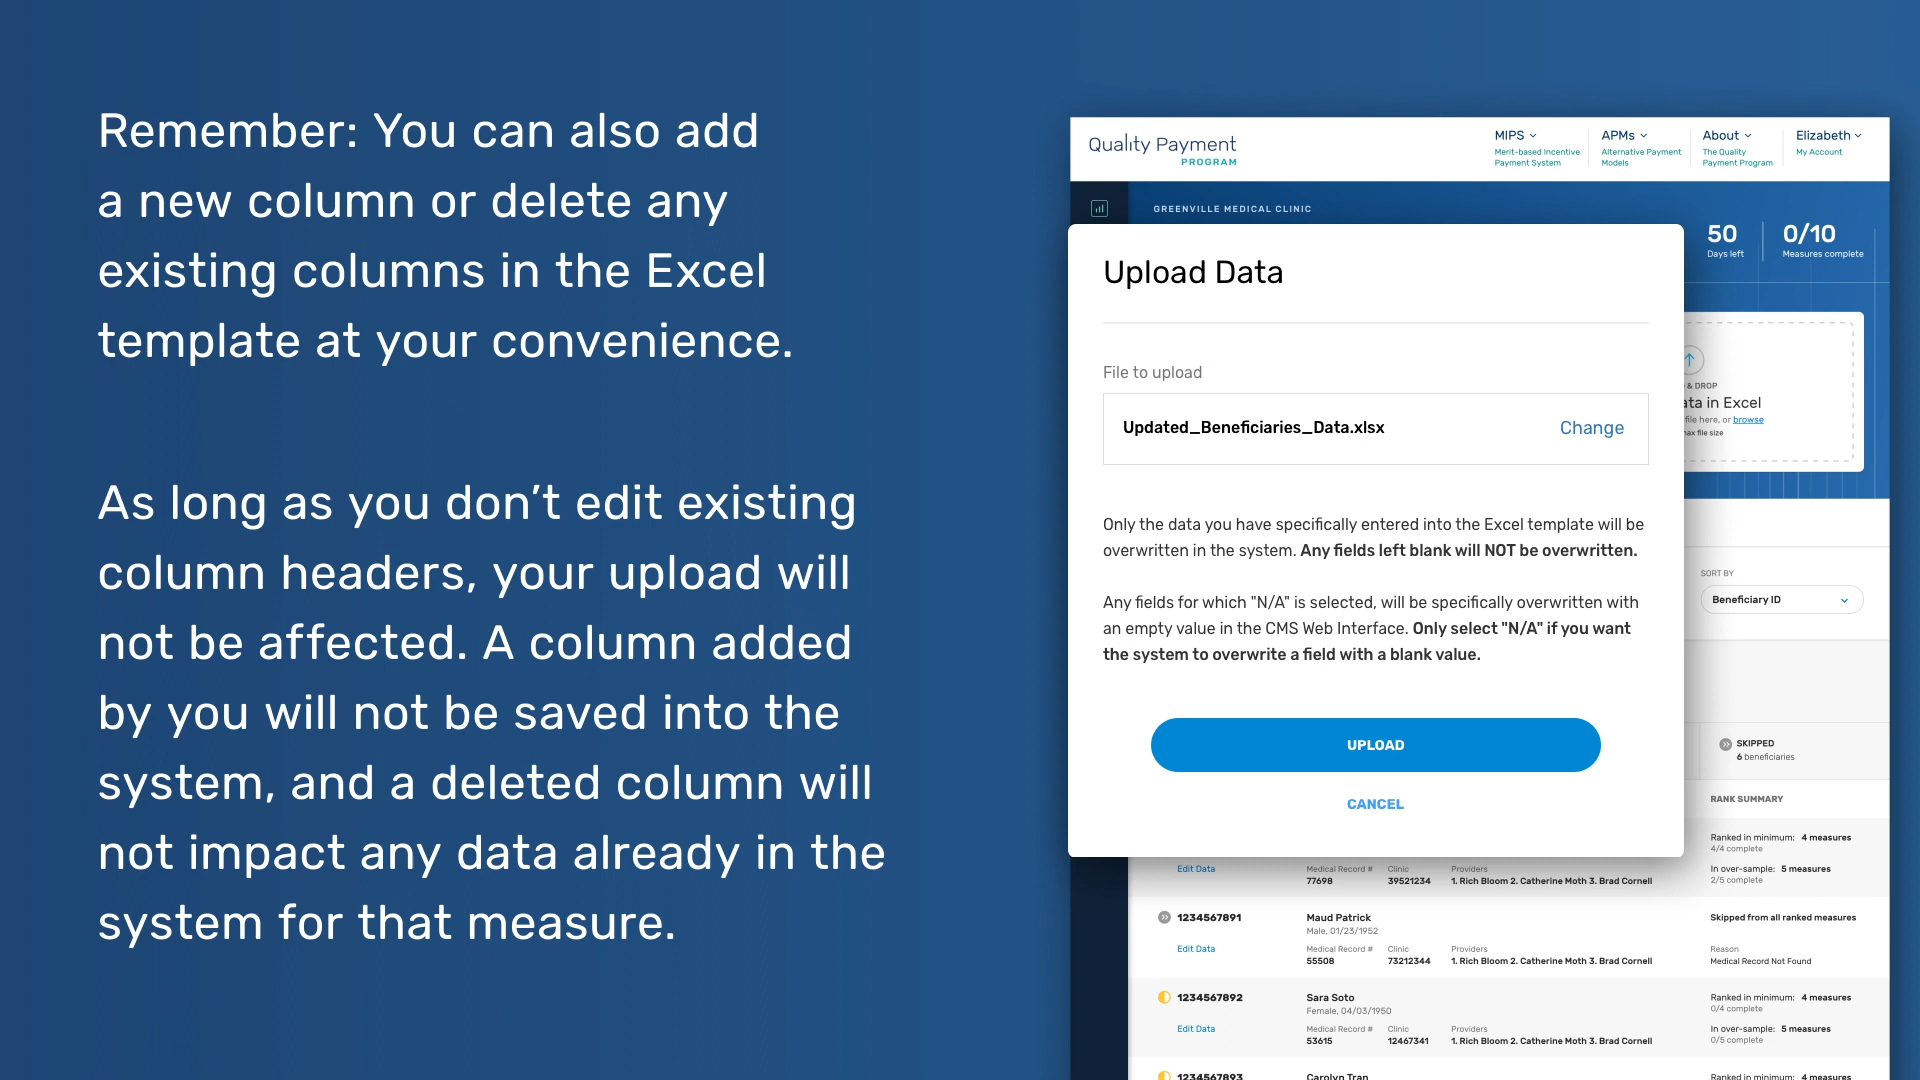 Remember: You can also add
a new column or delete any
existing columns in the Excel
template at your convenience.
As long as you don’t edit existing
column headers, your upload will
not be affected. A column added
by you will not be saved into the
system, and a deleted column will
not impact any data already in the
system for that measure.
Quality Payment
PROGRAM
MIPS
Merit-based Incentive
Payment System
APMs
Alternative Payment
Models
About
The Quality
Payment Program
Elizabeth
My Account
GREENVILLE MEDICAL CLINIC
50
Days left
0/10
Measures complete
Upload Data
File to upload
Updated_Beneficiaries_Data.xlsx
Change
Only the data you have specifically entered into the Excel template will be
overwritten in the system. Any fields left blank will NOT be overwritten.
Any fields for which "N/A" is selected, will be specifically overwritten with
an empty value in the CMS Web Interface. Only select "N/A" if you want
the system to overwrite a field with a blank value.
UPLOAD
CANCEL
& DROP
ata in Excel
file here, or browse
max file size
SORT BY
Beneficiary ID
SKIPPED
6 beneficiaries
RANK SUMMARY
Ranked in minimum: 4 measures
4/4 complete
In over-sample: 5 measures
2/5 complete
Edit Data
Medical Record #
77698
Clinic
39521234
Providers
1. Rich Bloom 2. Catherine Moth 3. Brad Cornell
1234567891
Edit Data
Maud Patrick
Male, 01/23/1952
Medical Record #
55508
Clinic
73212344
Providers
1. Rich Bloom 2. Catherine Moth 3. Brad Cornell
Skipped from all ranked measures
Reason
Medical Record Not Found
1234567892
Edit Data
Sara Soto
Female, 04/03/1950
Medical Record #
53615
Clinic
12467341
Providers
1. Rich Bloom 2. Catherine Moth 3. Brad Cornell
Ranked in minimum: 4 measures
0/4 complete
In over-sample: 5 measures
0/5 complete
1234567893
Carolyn Tran
Ranked in minimum: 4 measures